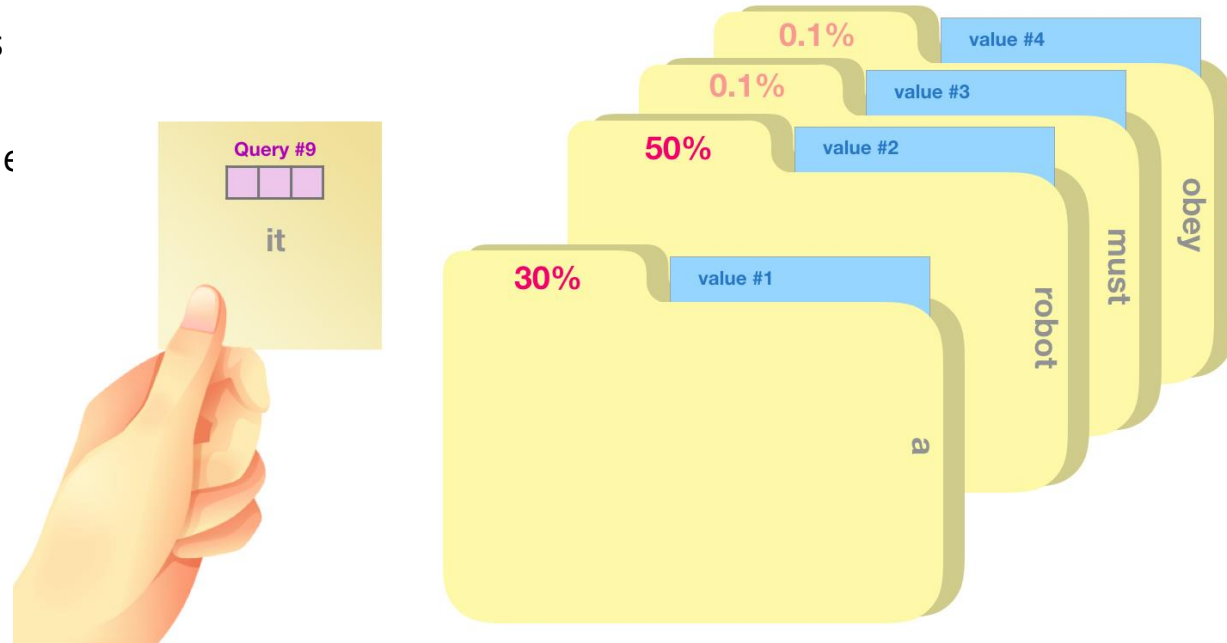 s
e
Query #9
it
0.1%
value #4
0.1%
value #3
50%
value #2
30%
value #1
obey
must
robot
a